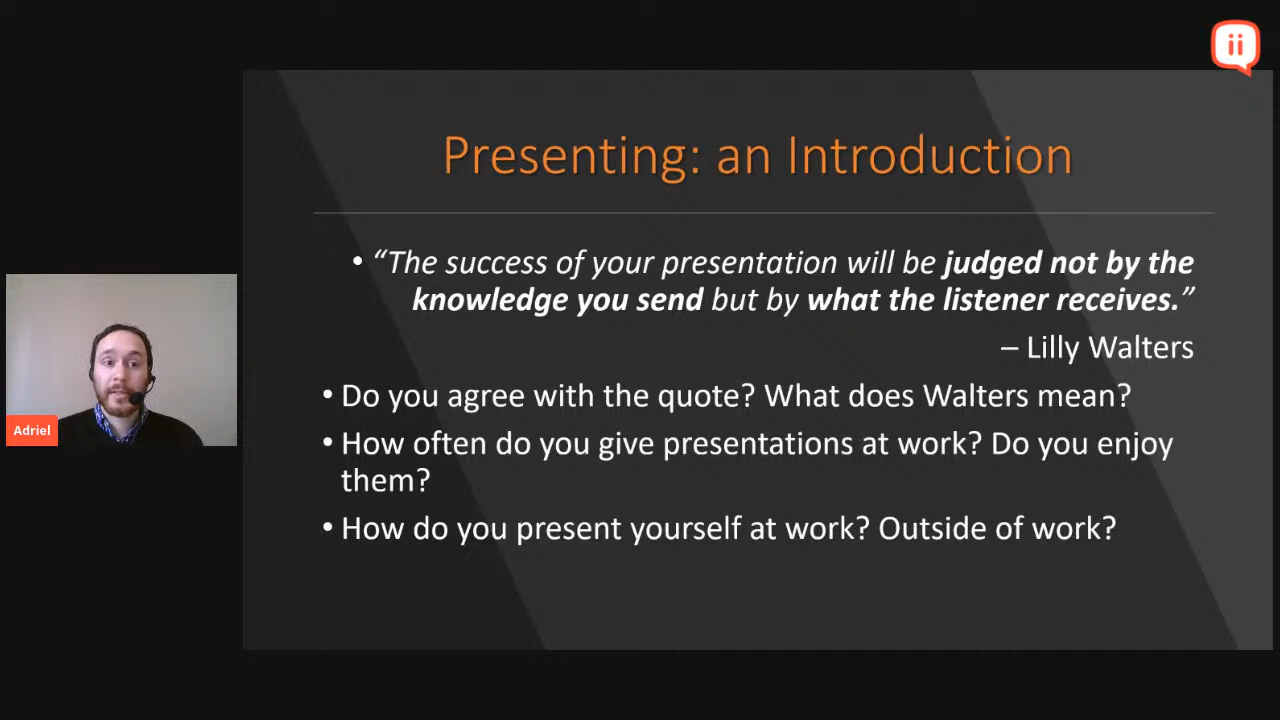 ii
Presenting: an Introduction
• “The success of your presentation will be judged not by the
knowledge you send but by what the listener receives.”
– Lilly Walters
• Do you agree with the quote? What does Walters mean?
• How often do you give presentations at work? Do you enjoy
them?
• How do you present yourself at work? Outside of work?
Adriel